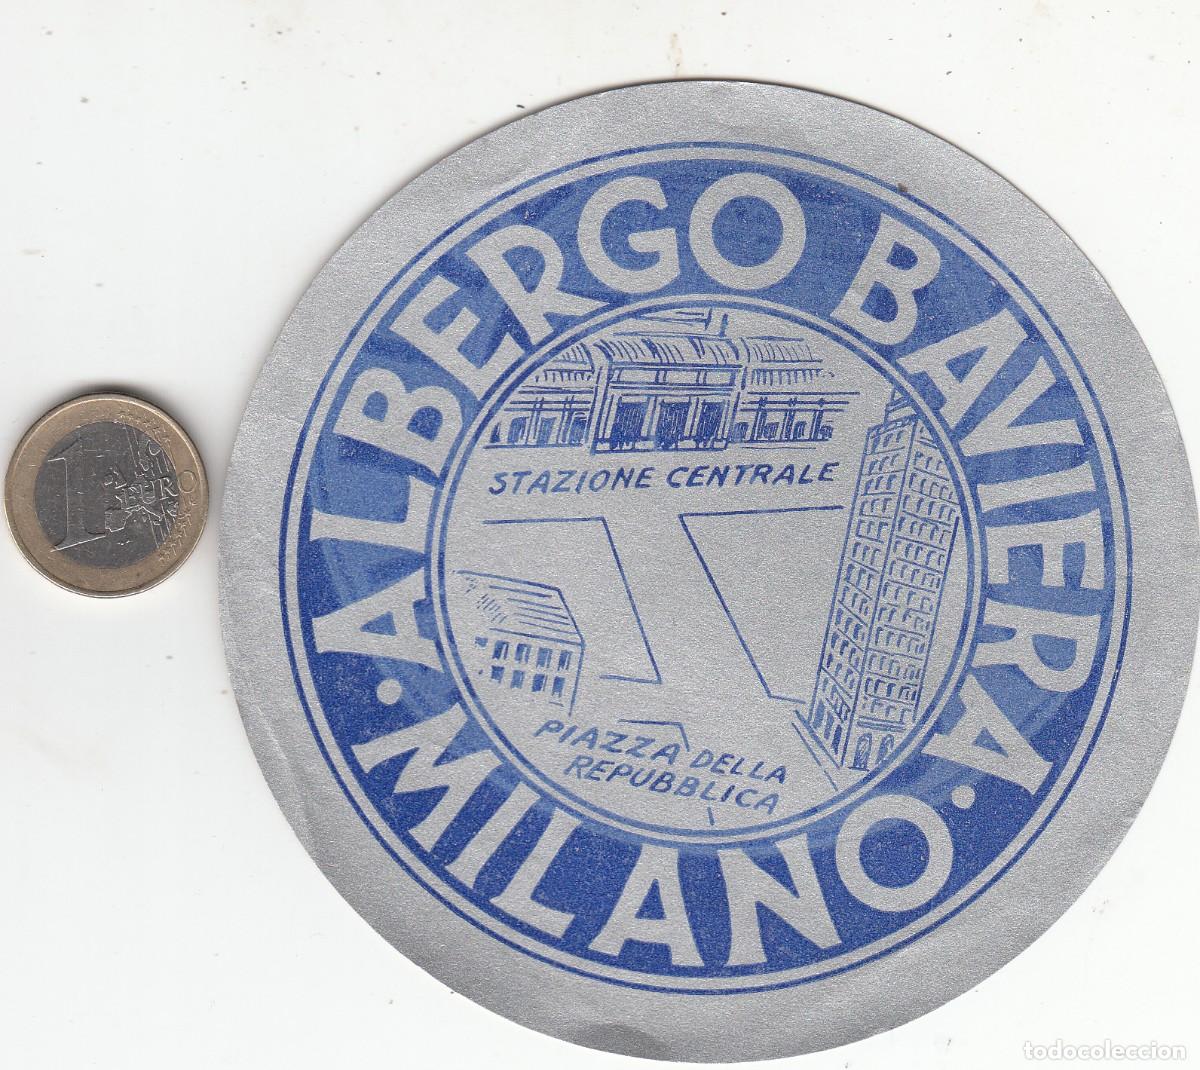 ALBERGO BAVIERA
STAZIONE CENTRALE
PIAZZA DELLA
REPUBBLICA
· MILANO ·
1 EURO
todocoleccion